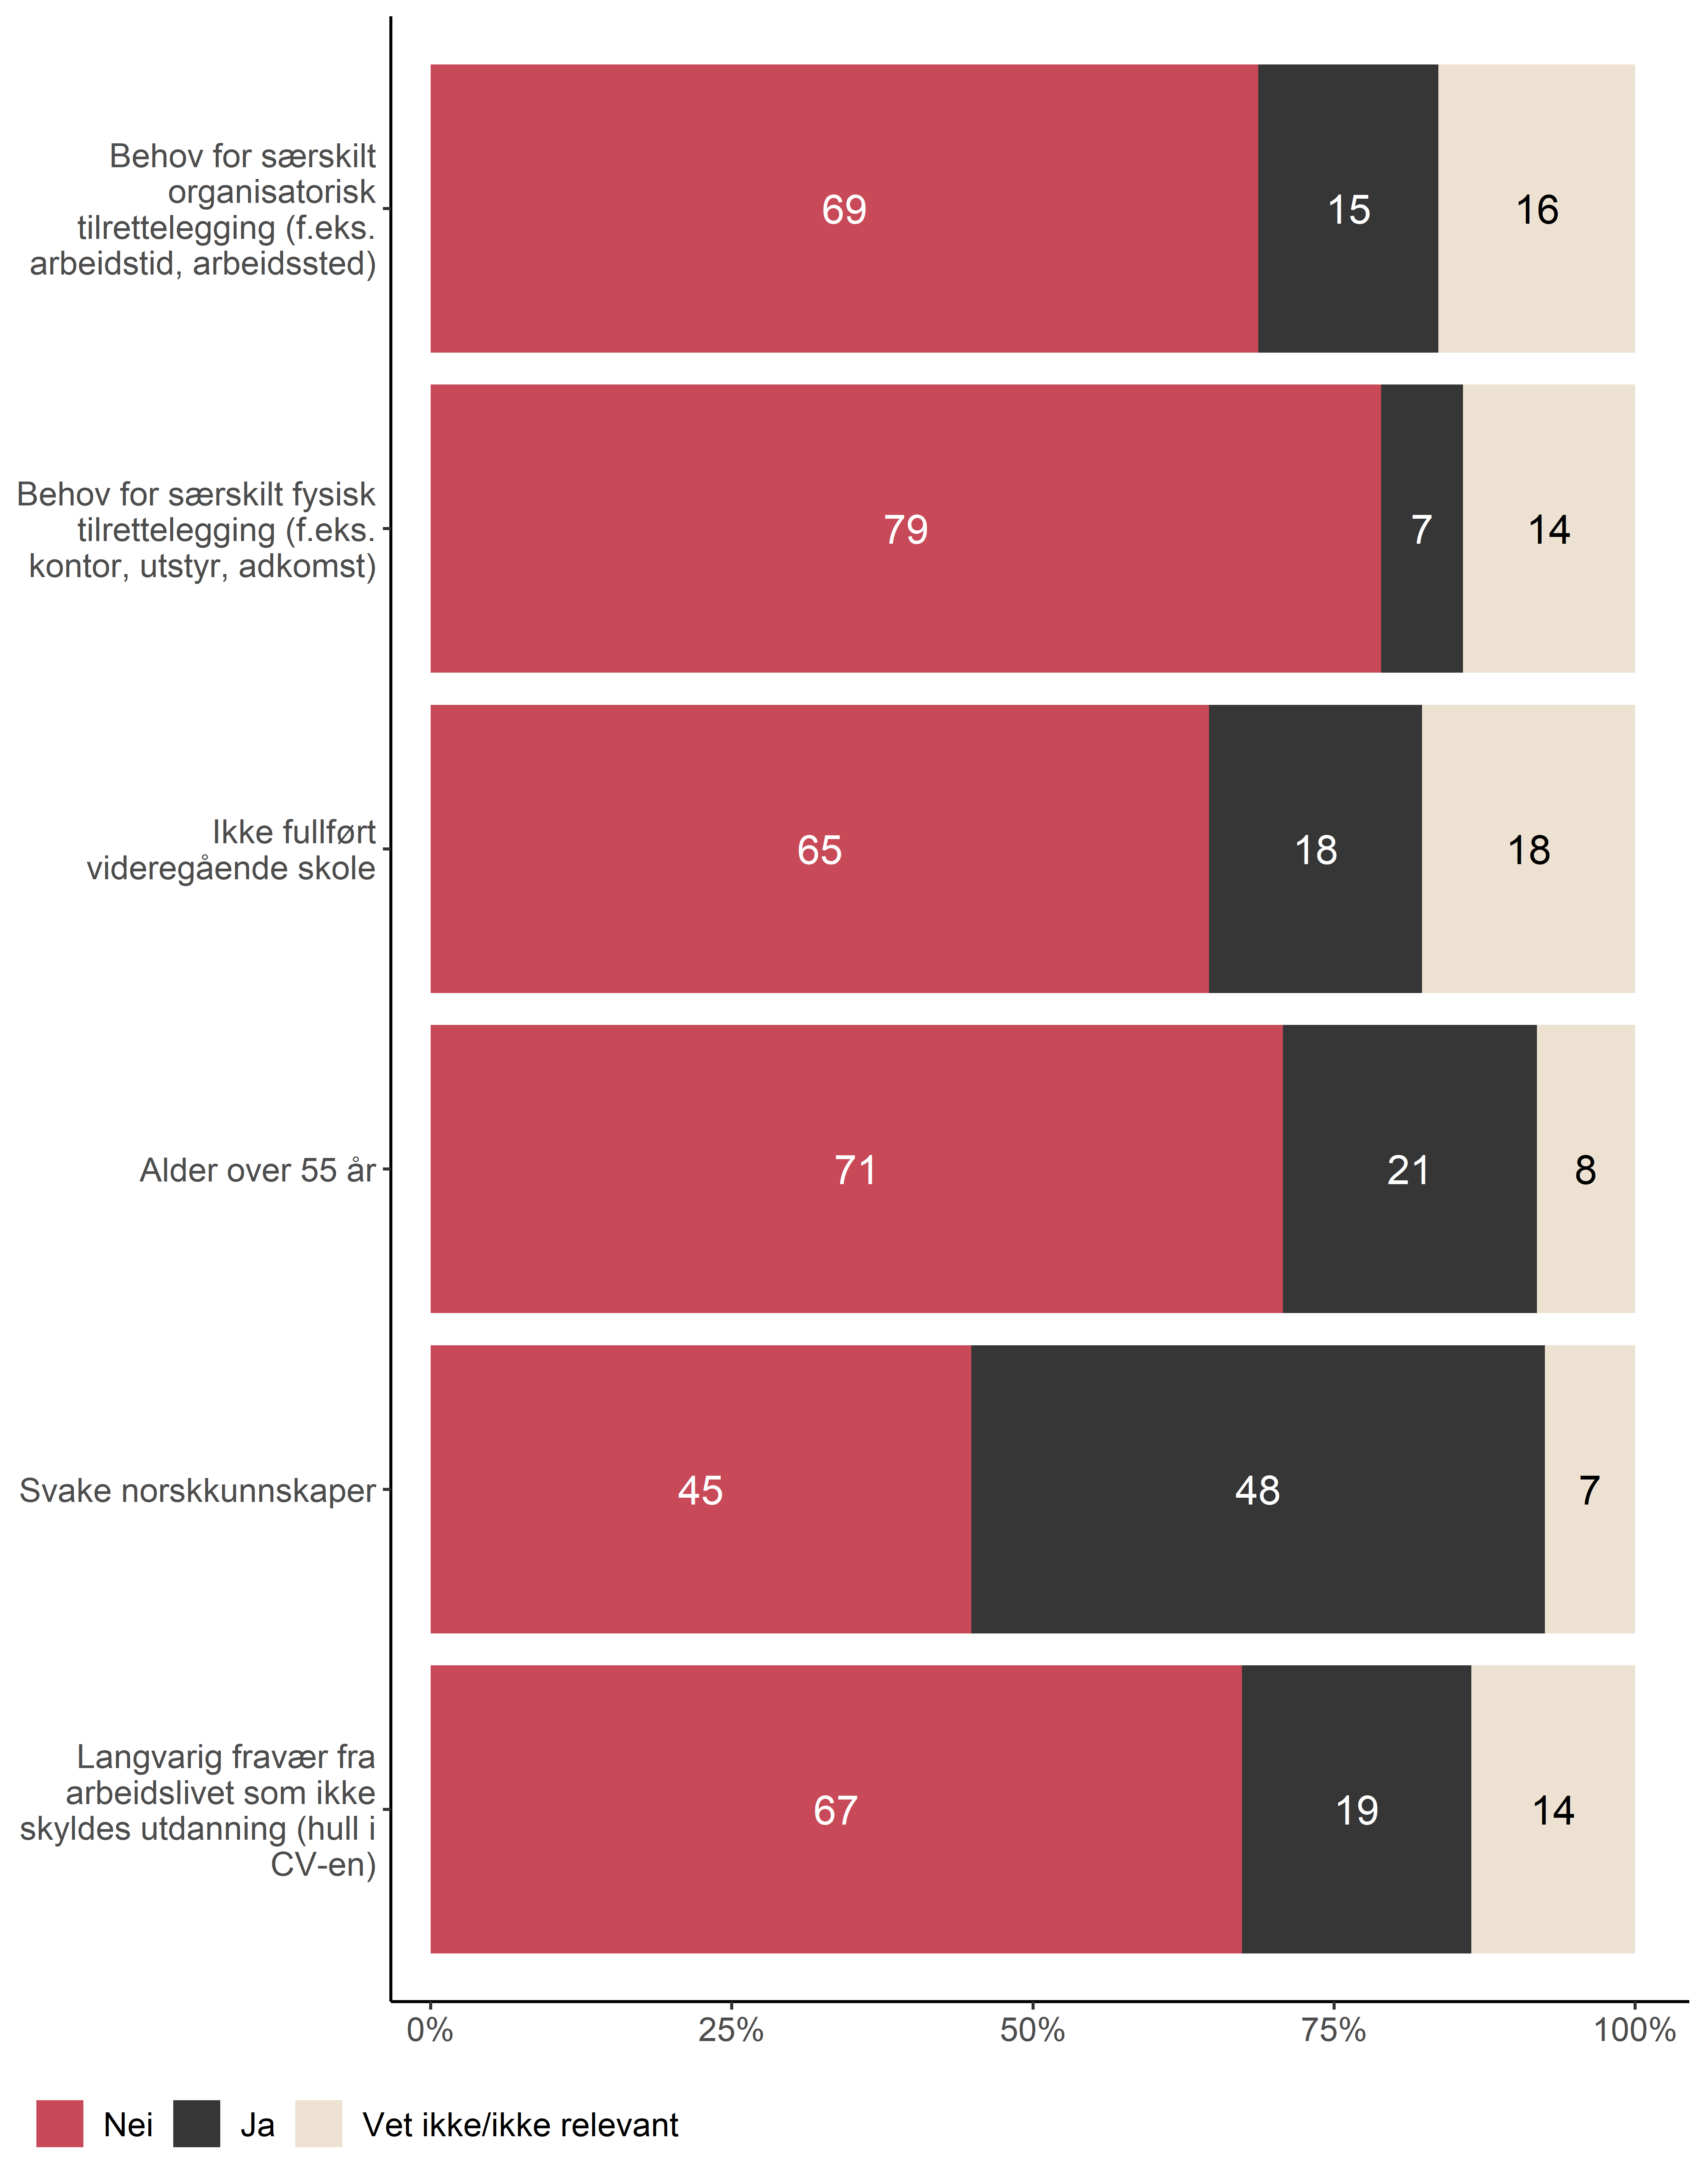 Behov for særskilt
organisatorisk
tilrettelegging (f.eks.
arbeidstid, arbeidssted)
69 15 16
Behov for særskilt fysisk
tilrettelegging (f.eks.
kontor, utstyr, adkomst)
79 7 14
Ikke fullført
videregående skole
65 18 18
Alder over 55 år
71 21 8
Svake norskkunnskaper
45 48 7
Langvarig fravær fra
arbeidslivet som ikke
skyldes utdanning (hull i
CV-en)
67 19 14
0% 25% 50% 75% 100%
Nei Ja Vet ikke/ikke relevant